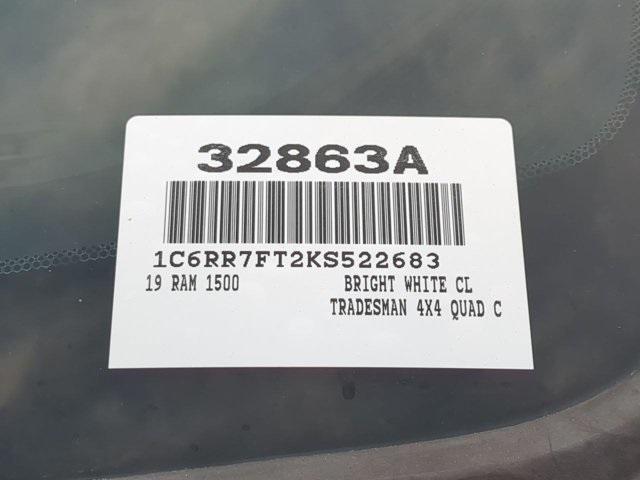 32863A
1C6RR7FT2KS522683
19 RAM 1500 BRIGHT WHITE CL
TRADESMAN 4X4 QUAD C